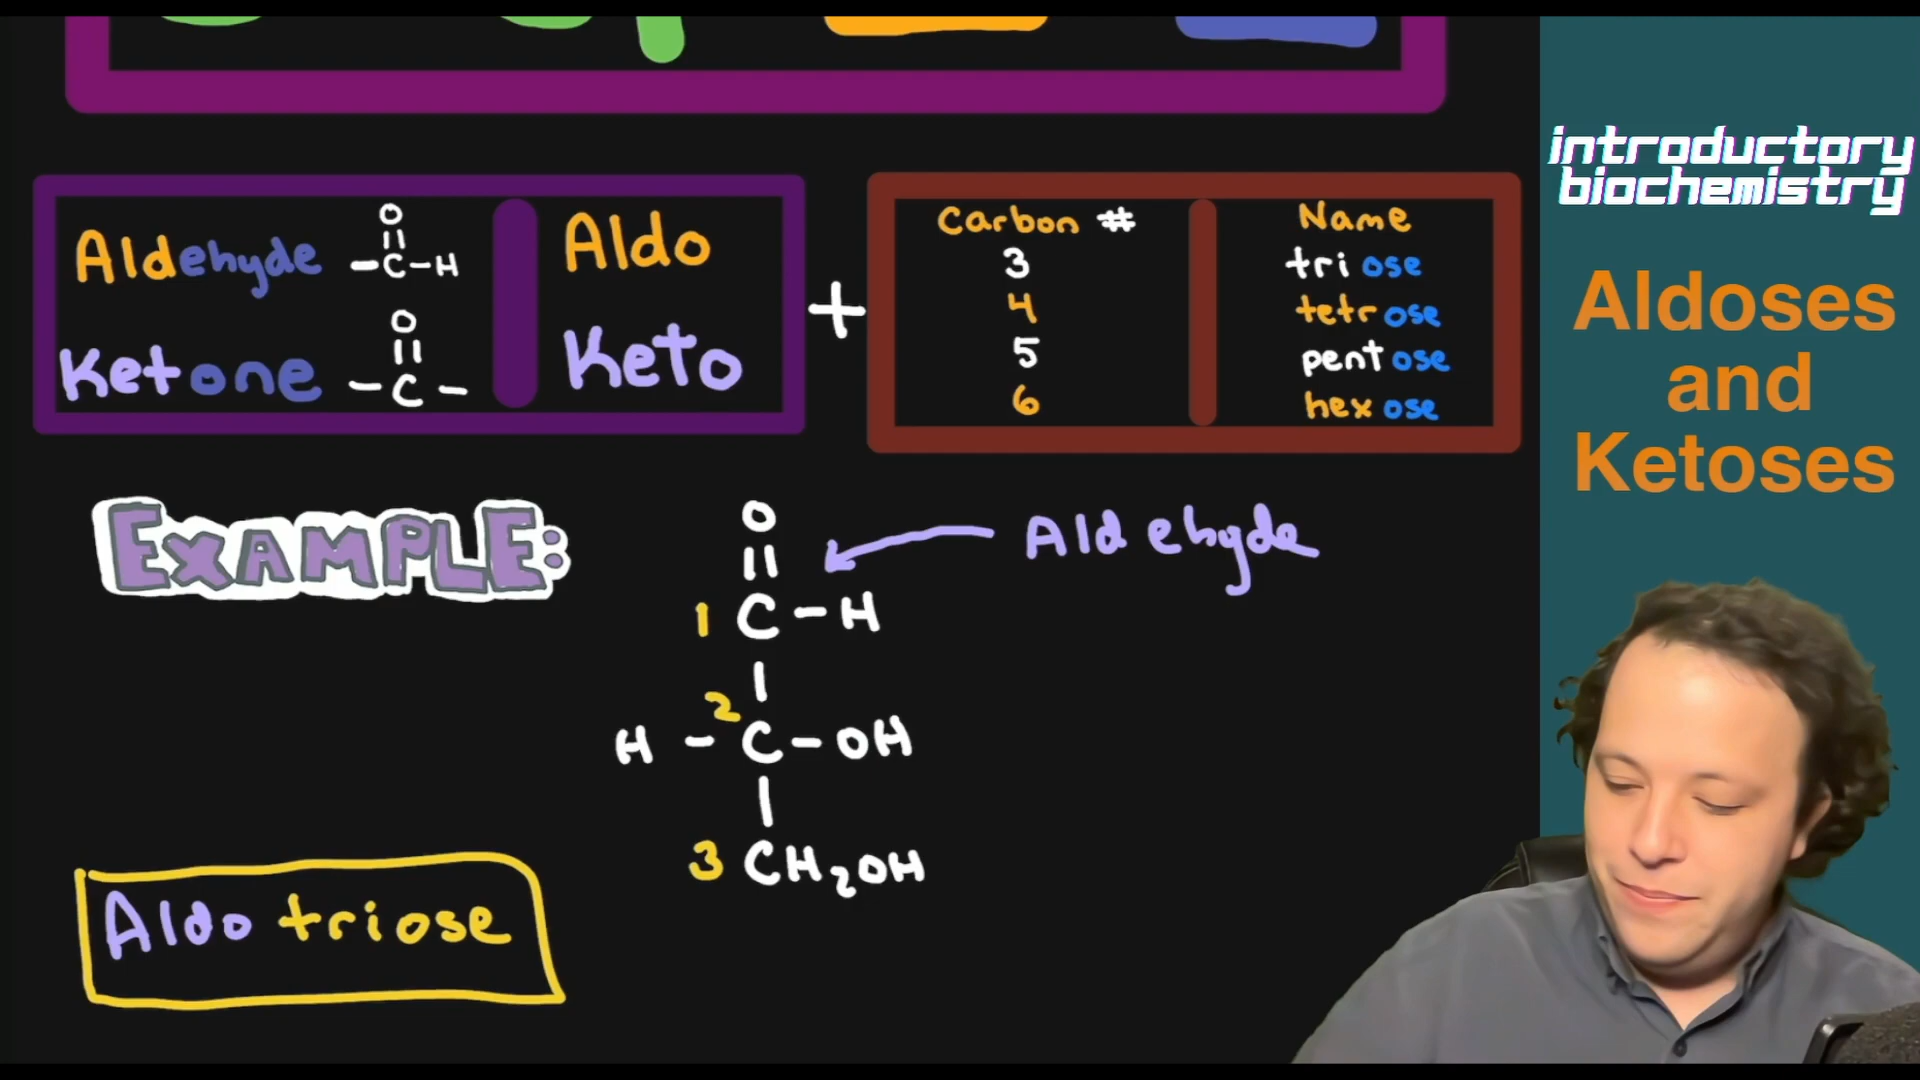 introductory
biochemistry
Aldoses
and
Ketoses
Aldehyde
O
-C-H
Aldo
Ketone
O
-C-
Keto
+
Carbon # Name
3 triose
4 tetrose
5 pentose
6 hexose
EXAMPLE:
O
Aldehyde
1 C-H
2
H-C-OH
3 CH₂OH
Aldotriose